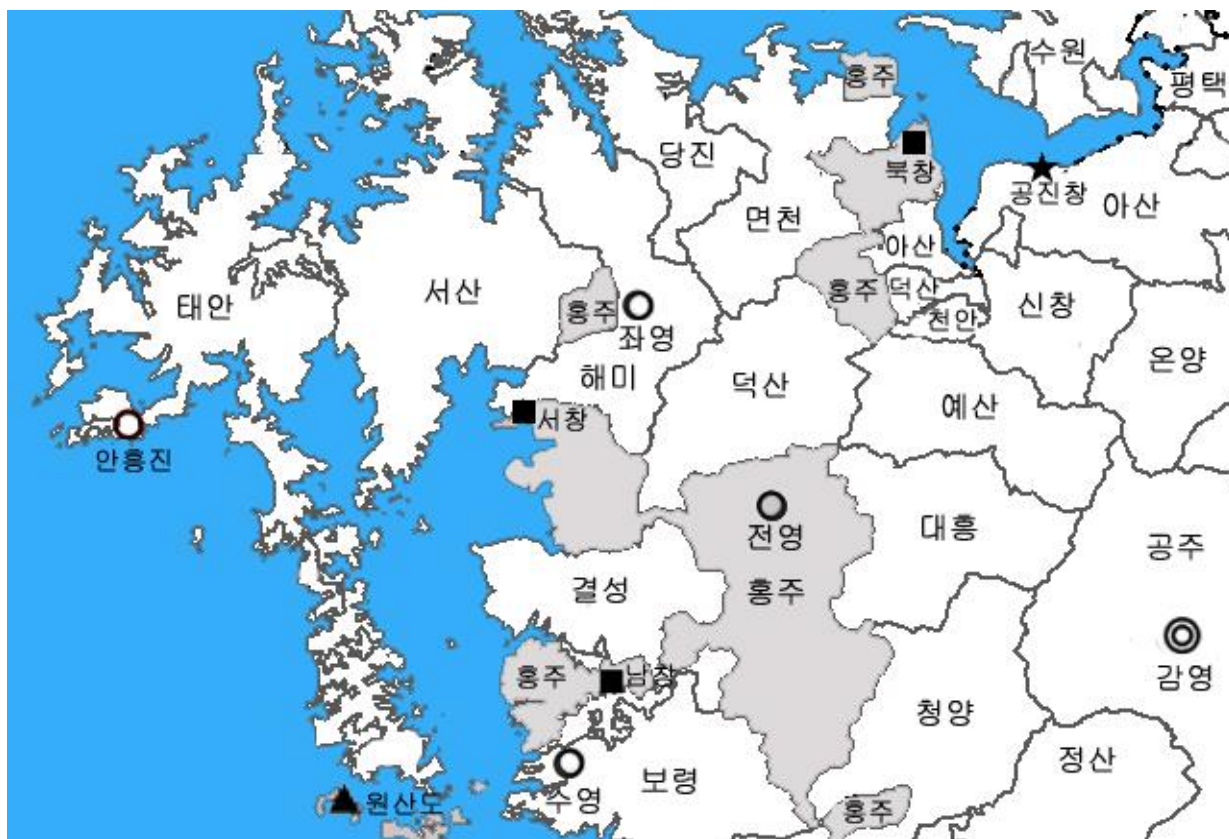 수원
평택
홍주
당진
북창
공진창
아산
면천
아산
태안
서산
홍주
좌영
홍주
덕산
천안
신창
온양
해미
덕산
예산
서창
안흥진
전영
대흥
공주
결성
홍주
홍주
남창
감영
청양
정산
보령
수영
원산도
홍주